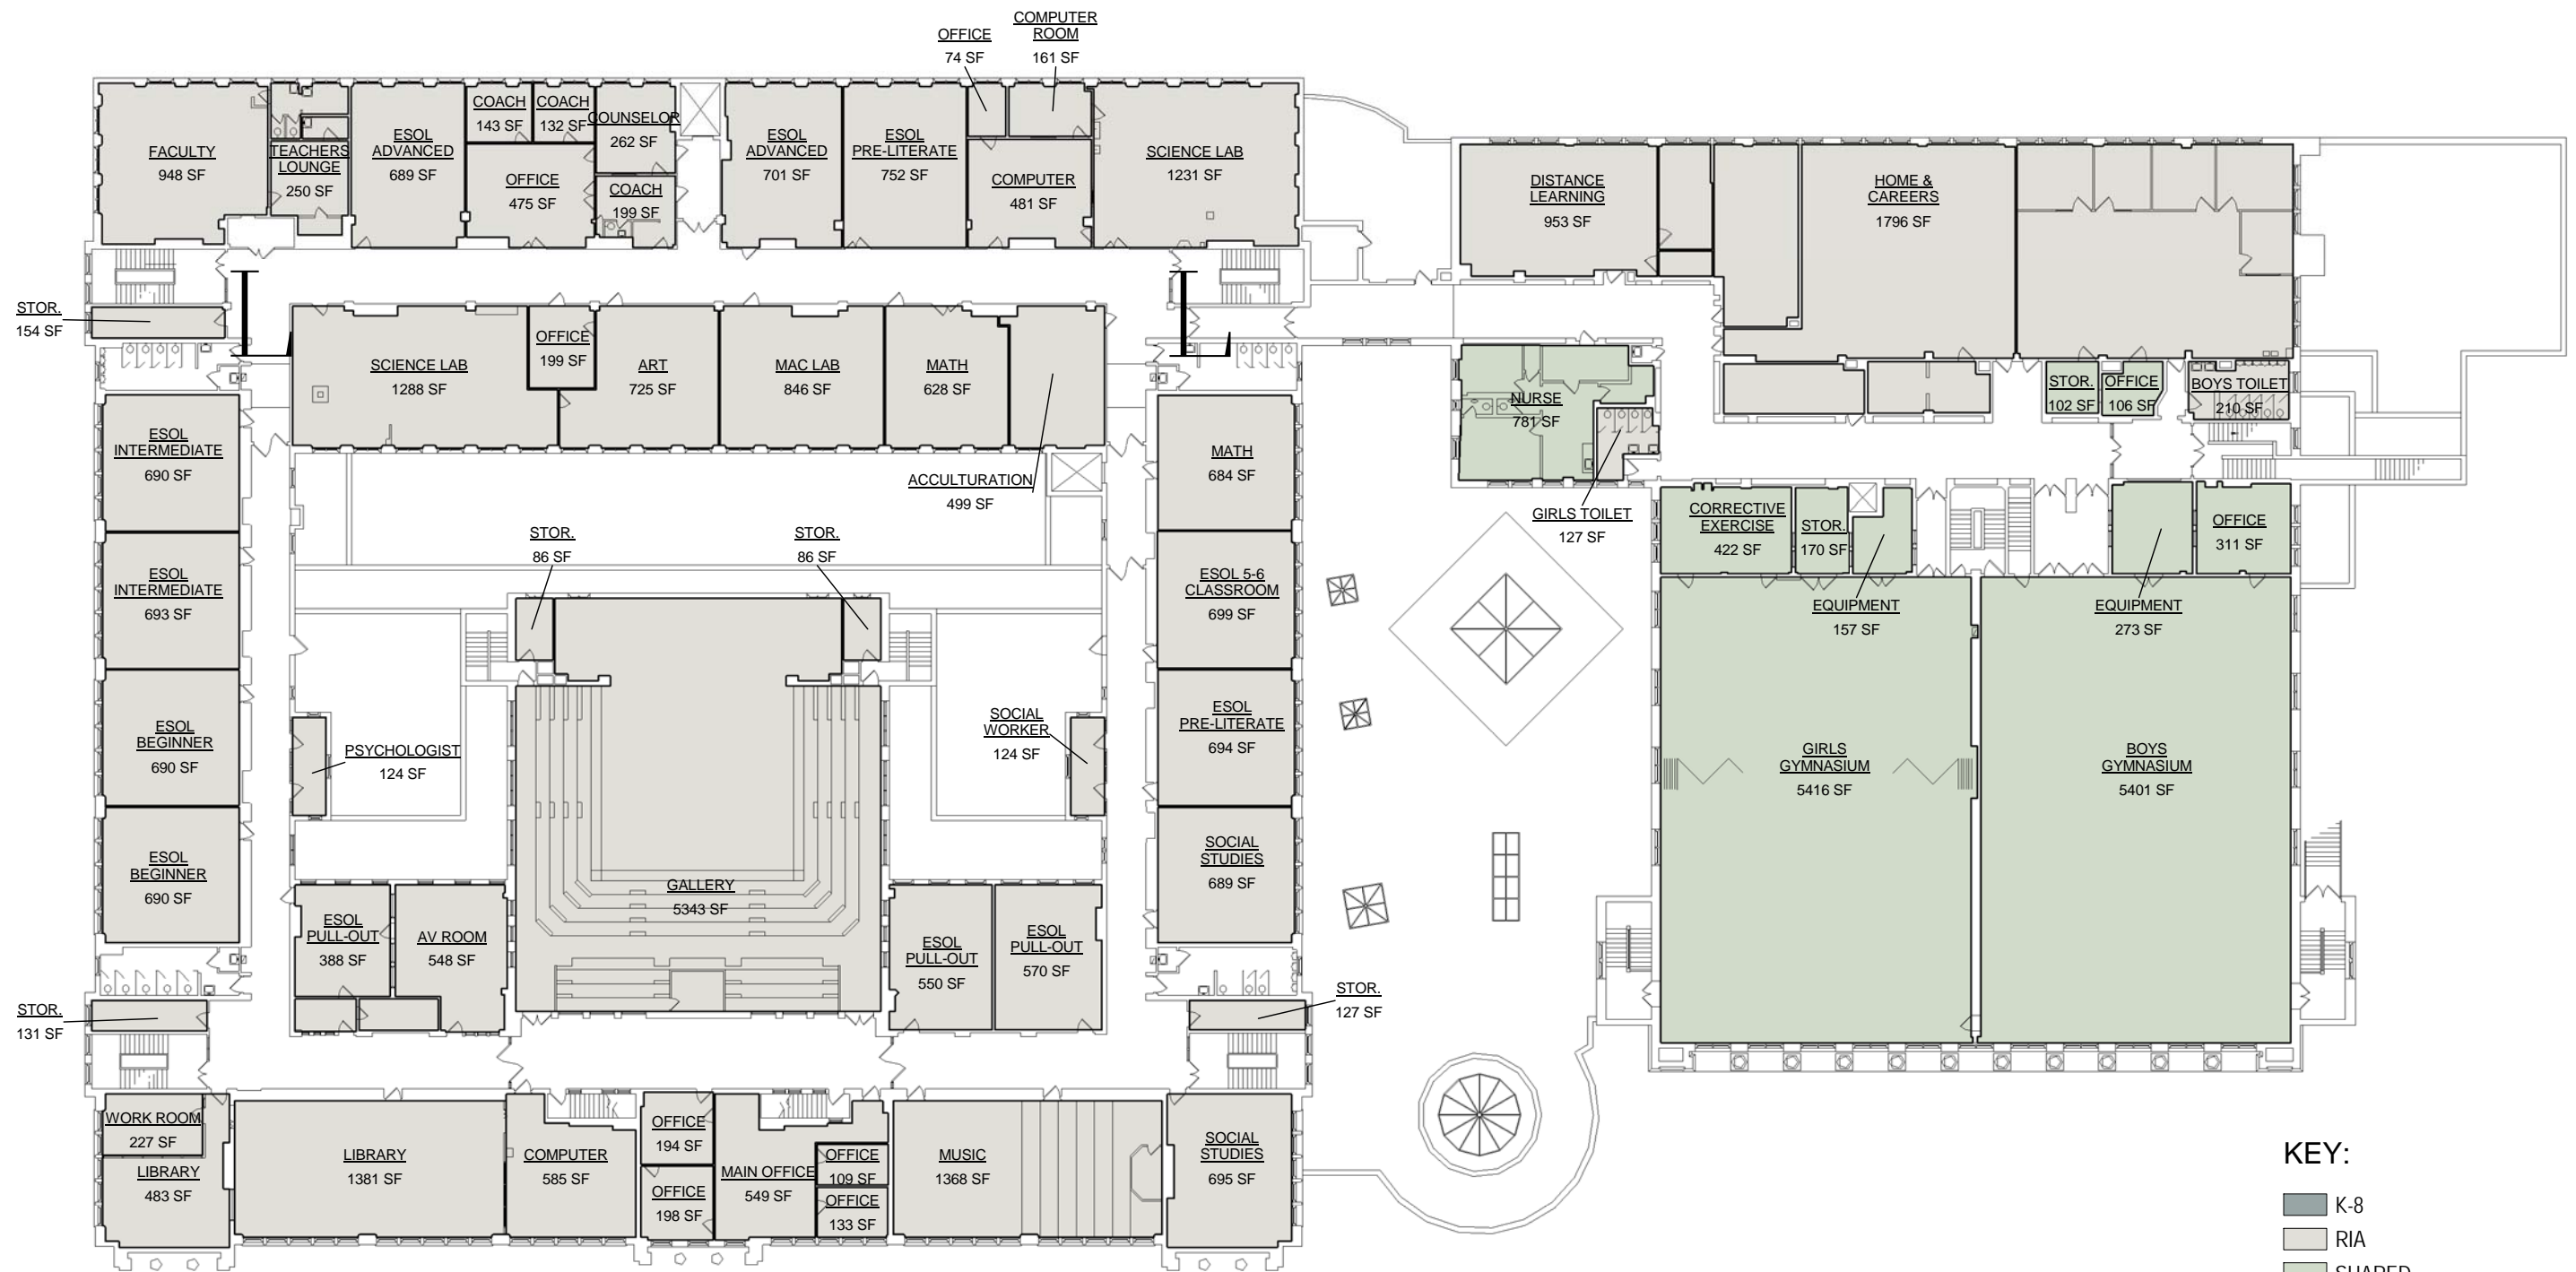 COMPUTER
ROOM
161 SF
OFFICE
74 SF
FACULTY
948 SF
TEACHERS
LOUNGE
250 SF
ESOL
ADVANCED
689 SF
COACH
143 SF
COACH
132 SF
COUNSELOR
262 SF
OFFICE
475 SF
COACH
199 SF
ESOL
ADVANCED
701 SF
ESOL
PRE-LITERATE
752 SF
COMPUTER
481 SF
SCIENCE LAB
1231 SF
DISTANCE
LEARNING
953 SF
HOME &
CAREERS
1796 SF
STOR.
154 SF
SCIENCE LAB
1288 SF
OFFICE
199 SF
ART
725 SF
MAC LAB
846 SF
MATH
628 SF
ACCULTURATION
499 SF
NURSE
781 SF
GIRLS TOILET
127 SF
STOR.
102 SF
OFFICE
106 SF
BOYS TOILET
210 SF
ESOL
INTERMEDIATE
690 SF
MATH
684 SF
CORRECTIVE
EXERCISE
422 SF
STOR.
170 SF
OFFICE
311 SF
STOR.
86 SF
STOR.
86 SF
ESOL
INTERMEDIATE
693 SF
ESOL 5-6
CLASSROOM
699 SF
EQUIPMENT
157 SF
EQUIPMENT
273 SF
ESOL
BEGINNER
690 SF
PSYCHOLOGIST
124 SF
SOCIAL
WORKER
124 SF
ESOL
PRE-LITERATE
694 SF
GIRLS
GYMNASIUM
5416 SF
BOYS
GYMNASIUM
5401 SF
ESOL
BEGINNER
690 SF
SOCIAL
STUDIES
689 SF
ESOL
PULL-OUT
388 SF
AV ROOM
548 SF
GALLERY
5343 SF
ESOL
PULL-OUT
550 SF
ESOL
PULL-OUT
570 SF
STOR.
131 SF
STOR.
127 SF
WORK ROOM
227 SF
LIBRARY
483 SF
LIBRARY
1381 SF
COMPUTER
585 SF
OFFICE
194 SF
OFFICE
198 SF
MAIN OFFICE
549 SF
OFFICE
109 SF
OFFICE
133 SF
MUSIC
1368 SF
SOCIAL
STUDIES
695 SF
KEY:
K-8
RIA
SHARED